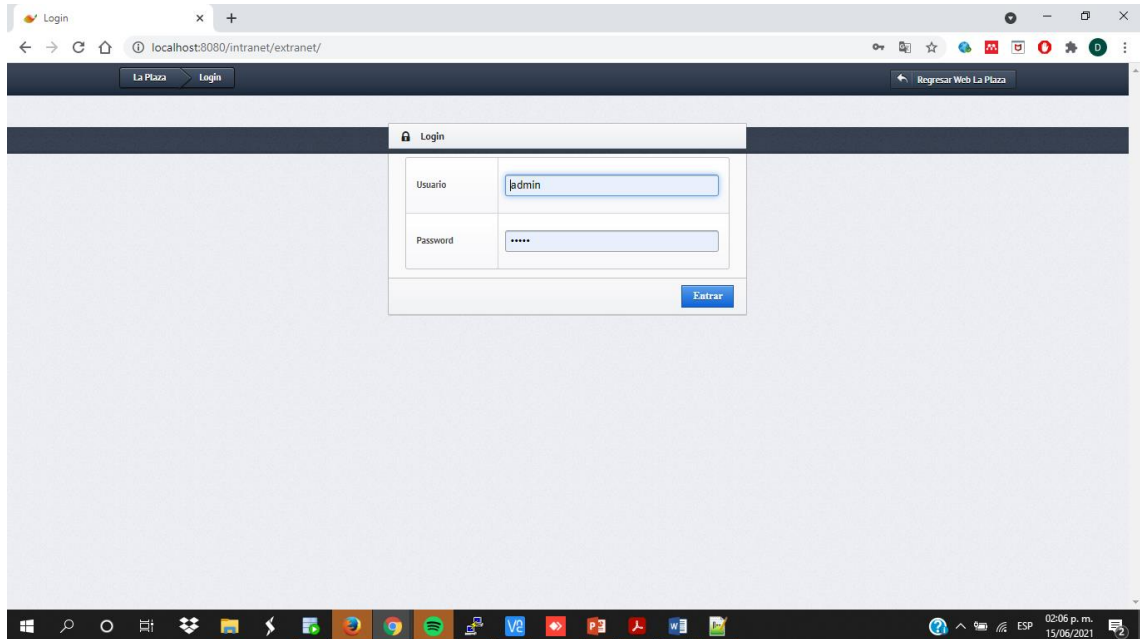 Login
localhost:8080/intranet/extranet/
D
La Plaza
Login
Regresar Web La Plaza
Login
Usuario
admin
Password
•••••
Entrar
ESP
02:06 p. m.
15/06/2021
2